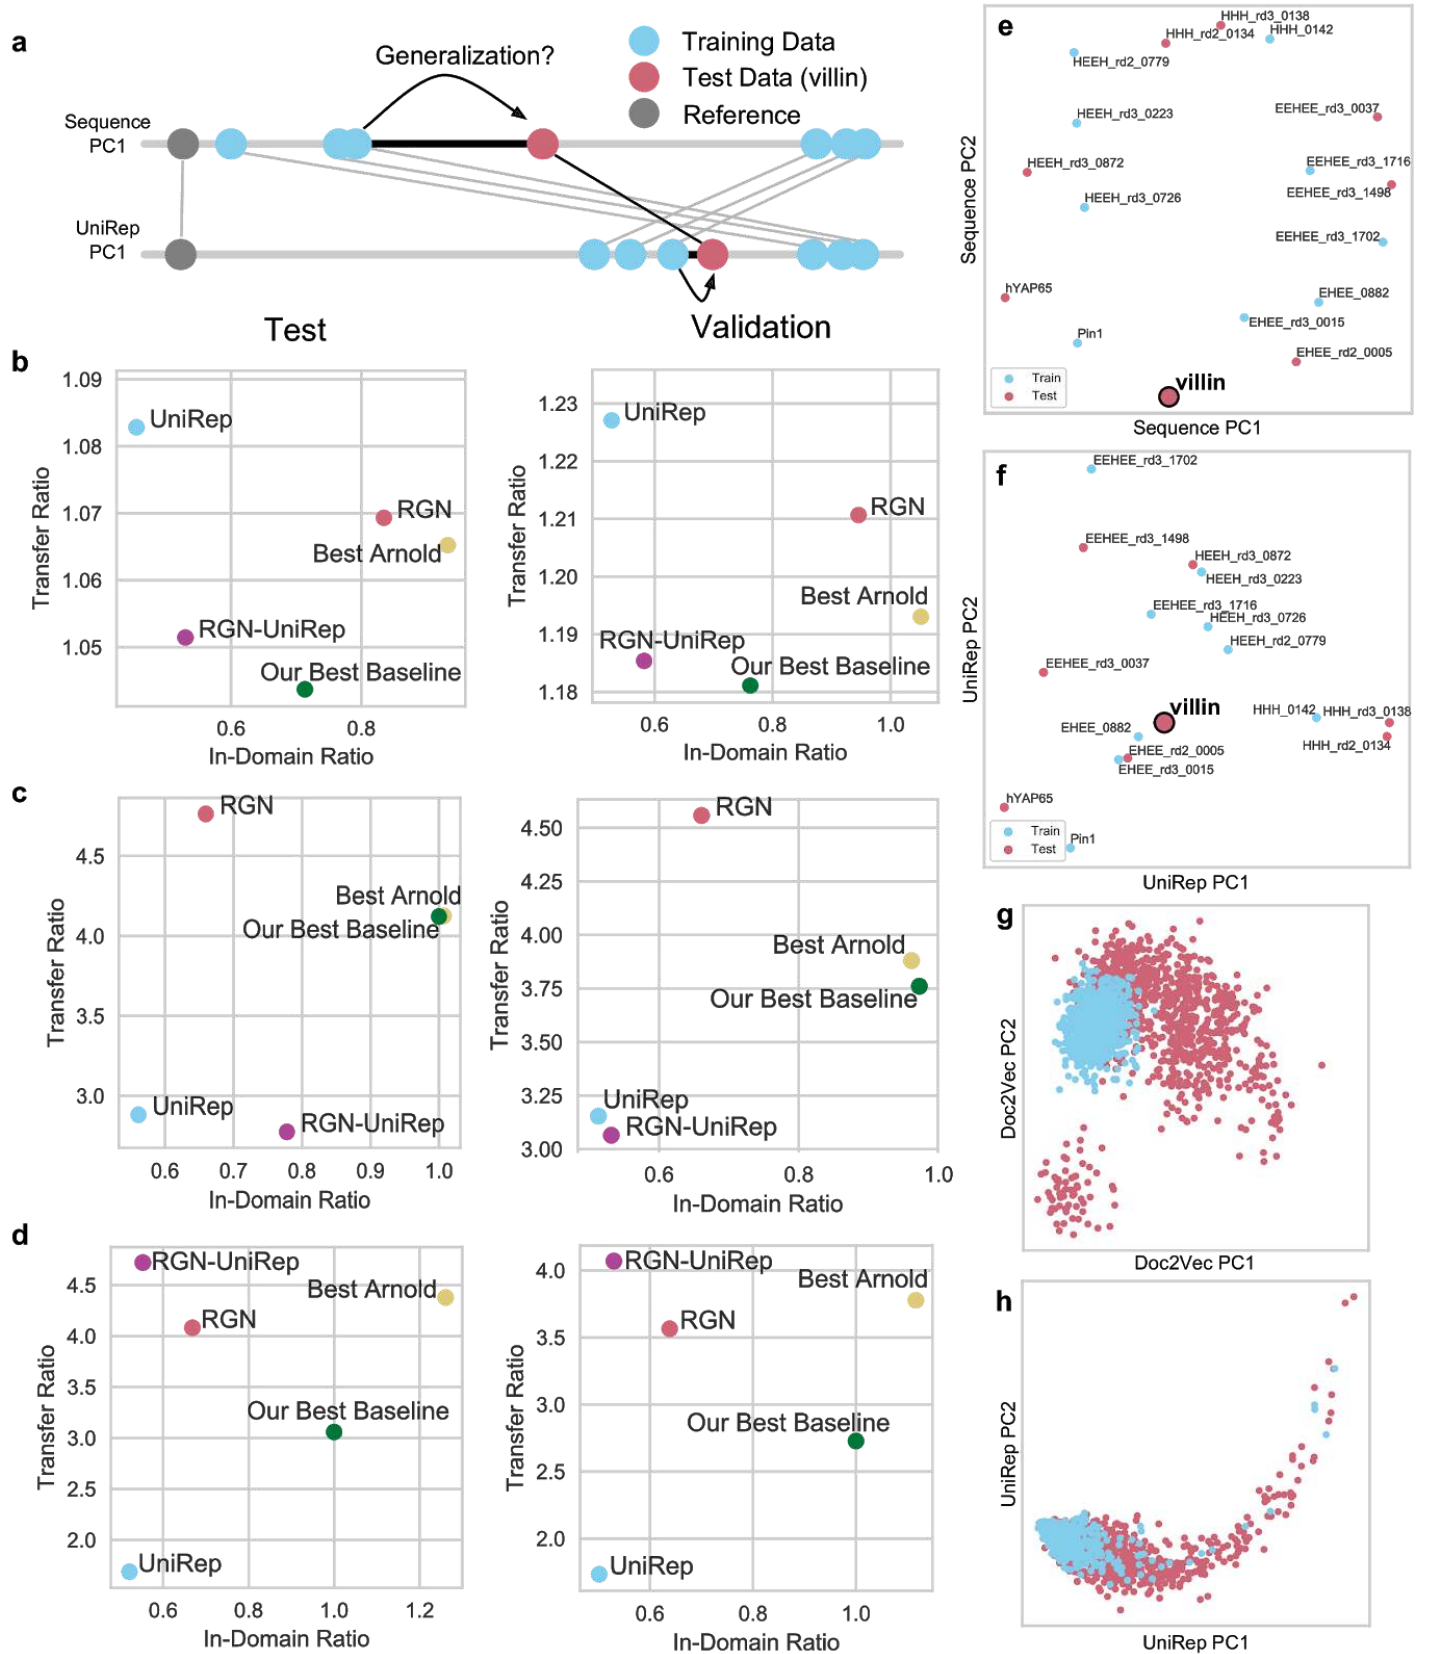 a
Generalization?
Training Data
Test Data (villin)
Reference
Sequence
PC1
UniRep
PC1
Test
Validation
b
1.09
1.08
1.07
1.06
1.05
Transfer Ratio
UniRep
RGN
Best Arnold
RGN-UniRep
Our Best Baseline
0.6
0.8
In-Domain Ratio
1.23
1.22
1.21
1.20
1.19
1.18
Transfer Ratio
UniRep
RGN
Best Arnold
RGN-UniRep
Our Best Baseline
0.6
0.8
1.0
In-Domain Ratio
c
4.5
4.0
3.5
3.0
Transfer Ratio
RGN
Best Arnold
Our Best Baseline
UniRep
RGN-UniRep
0.6
0.7
0.8
0.9
1.0
In-Domain Ratio
4.50
4.25
4.00
3.75
3.50
3.25
3.00
Transfer Ratio
RGN
Best Arnold
Our Best Baseline
UniRep
RGN-UniRep
0.6
0.8
1.0
In-Domain Ratio
d
4.5
4.0
3.5
3.0
2.5
2.0
Transfer Ratio
RGN-UniRep
Best Arnold
RGN
Our Best Baseline
UniRep
0.6
0.8
1.0
1.2
In-Domain Ratio
4.0
3.5
3.0
2.5
2.0
Transfer Ratio
RGN-UniRep
Best Arnold
RGN
Our Best Baseline
UniRep
0.6
0.8
1.0
In-Domain Ratio
e
HHH_rd3_0138
HHH_rd2_0134
HHH_0142
HEEH_rd2_0779
HEEH_rd3_0223
EEHEE_rd3_0037
HEEH_rd3_0872
EEHEE_rd3_1716
EEHEE_rd3_1498
HEEH_rd3_0726
EEHEE_rd3_1702
hYAP65
EHEE_0882
EHEE_rd3_0015
Pin1
EHEE_rd2_0005
villin
Train
Test
Sequence PC2
Sequence PC1
f
EEHEE_rd3_1702
EEHEE_rd3_1498
HEEH_rd3_0872
HEEH_rd3_0223
EEHEE_rd3_1716
HEEH_rd3_0726
HEEH_rd2_0779
EEHEE_rd3_0037
villin
HHH_0142
HHH_rd3_0138
EHEE_0882
HHH_rd2_0134
EHEE_rd2_0005
EHEE_rd3_0015
hYAP65
Train
Test
Pin1
UniRep PC2
UniRep PC1
g
Doc2Vec PC2
Doc2Vec PC1
h
UniRep PC2
UniRep PC1